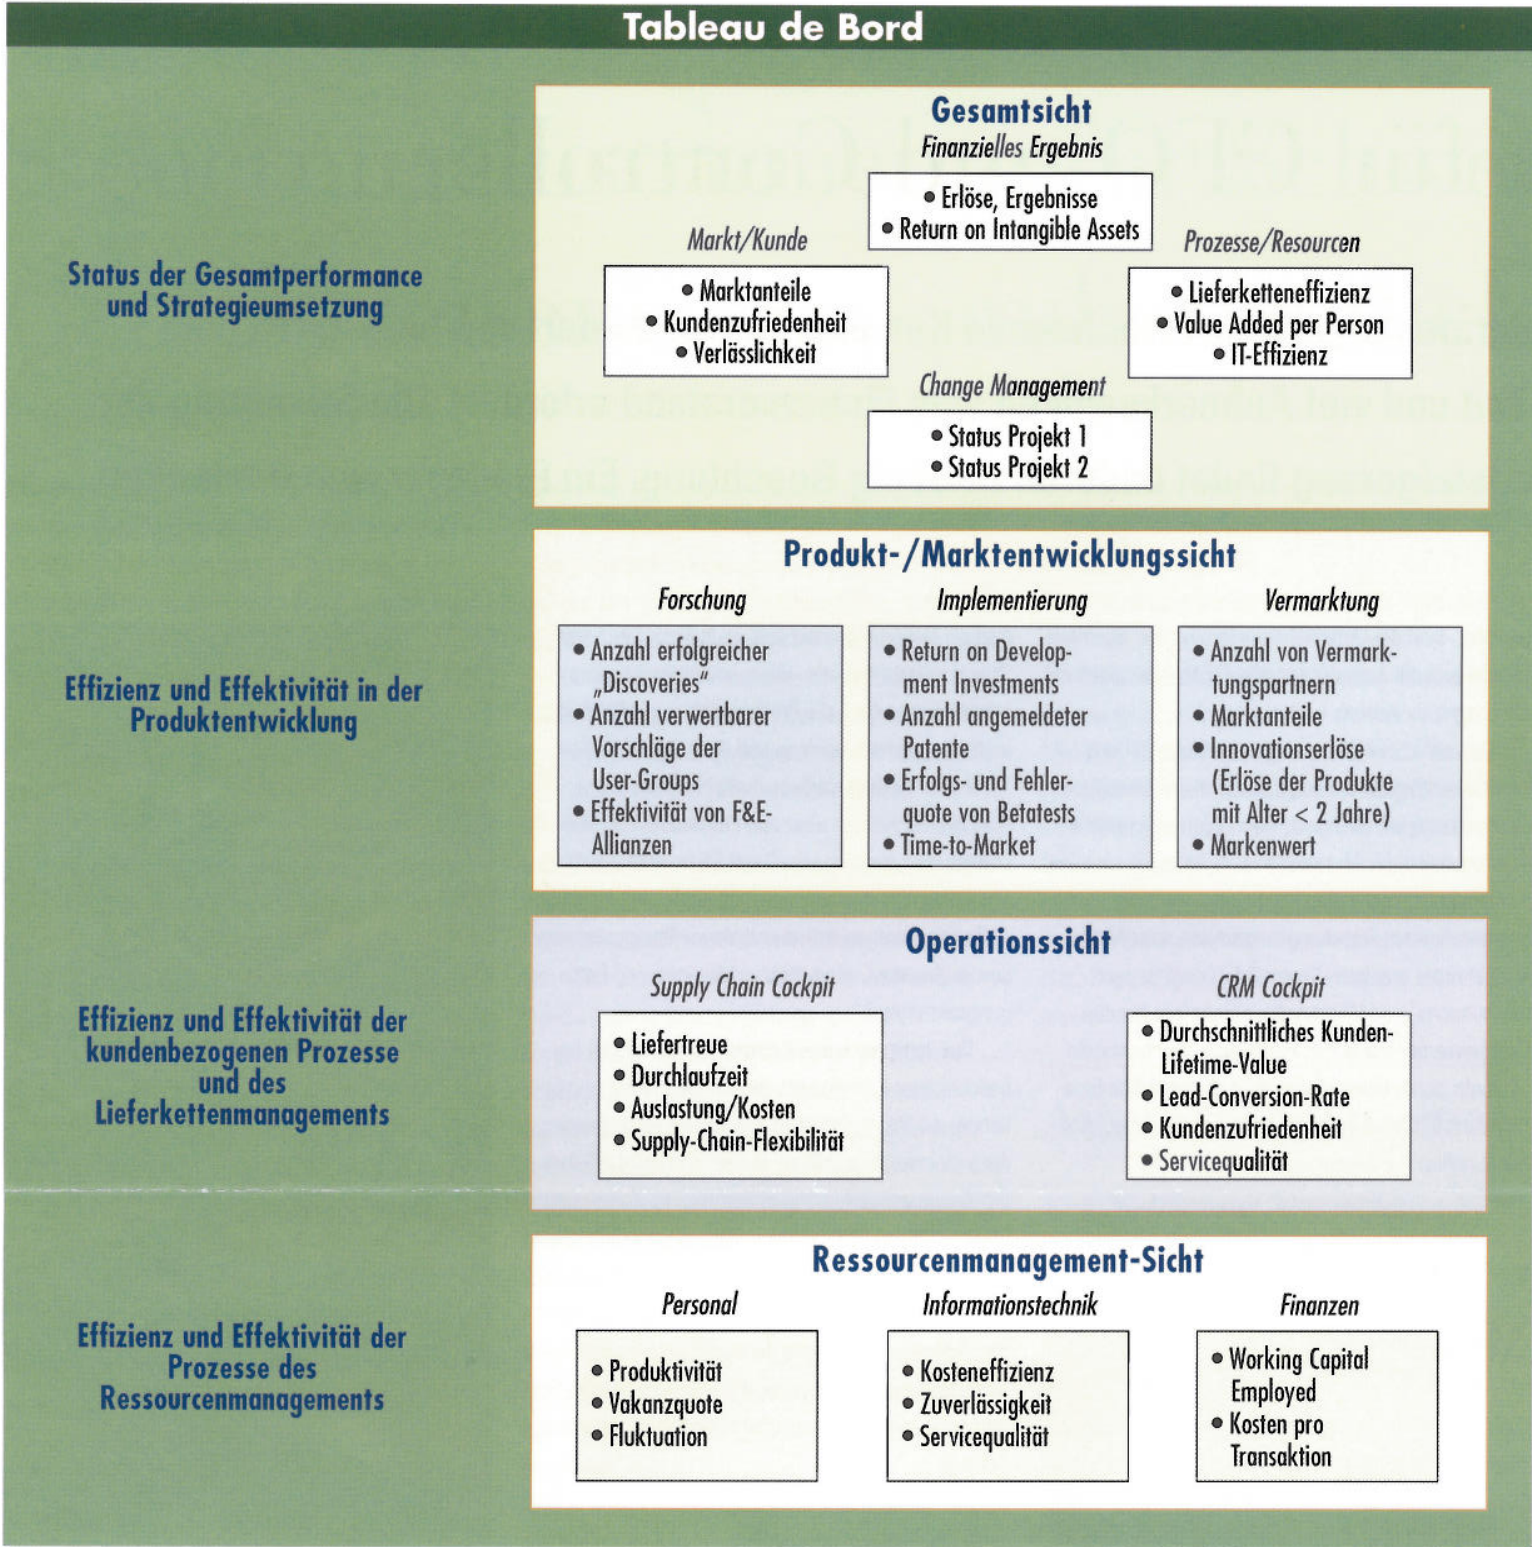 Tableau de Bord
Status der Gesamtperformance
und Strategieumsetzung
Gesamtsicht
Finanzielles Ergebnis
• Erlöse, Ergebnisse
• Return on Intangible Assets
Markt/Kunde
• Marktanteile
• Kundenzufriedenheit
• Verlässlichkeit
Prozesse/Resourcen
• Lieferketteneffizienz
• Value Added per Person
• IT-Effizienz
Change Management
• Status Projekt 1
• Status Projekt 2
Effizienz und Effektivität in der
Produktentwicklung
Produkt-/Marktentwicklungssicht
Forschung
• Anzahl erfolgreicher
„Discoveries“
• Anzahl verwertbarer
Vorschläge der
User-Groups
• Effektivität von F&E-
Allianzen
Implementierung
• Return on Develop-
ment Investments
• Anzahl angemeldeter
Patente
• Erfolgs- und Fehler-
quote von Betatests
• Time-to-Market
Vermarktung
• Anzahl von Vermark-
tungspartnern
• Marktanteile
• Innovationserlöse
(Erlöse der Produkte
mit Alter < 2 Jahre)
• Markenwert
Effizienz und Effektivität der
kundenbezogenen Prozesse
und des
Lieferkettenmanagements
Operationssicht
Supply Chain Cockpit
• Liefertreue
• Durchlaufzeit
• Auslastung/Kosten
• Supply-Chain-Flexibilität
CRM Cockpit
• Durchschnittliches Kunden-
Lifetime-Value
• Lead-Conversion-Rate
• Kundenzufriedenheit
• Servicequalität
Effizienz und Effektivität der
Prozesse des
Ressourcenmanagements
Ressourcenmanagement-Sicht
Personal
• Produktivität
• Vakanzquote
• Fluktuation
Informationstechnik
• Kosteneffizienz
• Zuverlässigkeit
• Servicequalität
Finanzen
• Working Capital
Employed
• Kosten pro
Transaktion